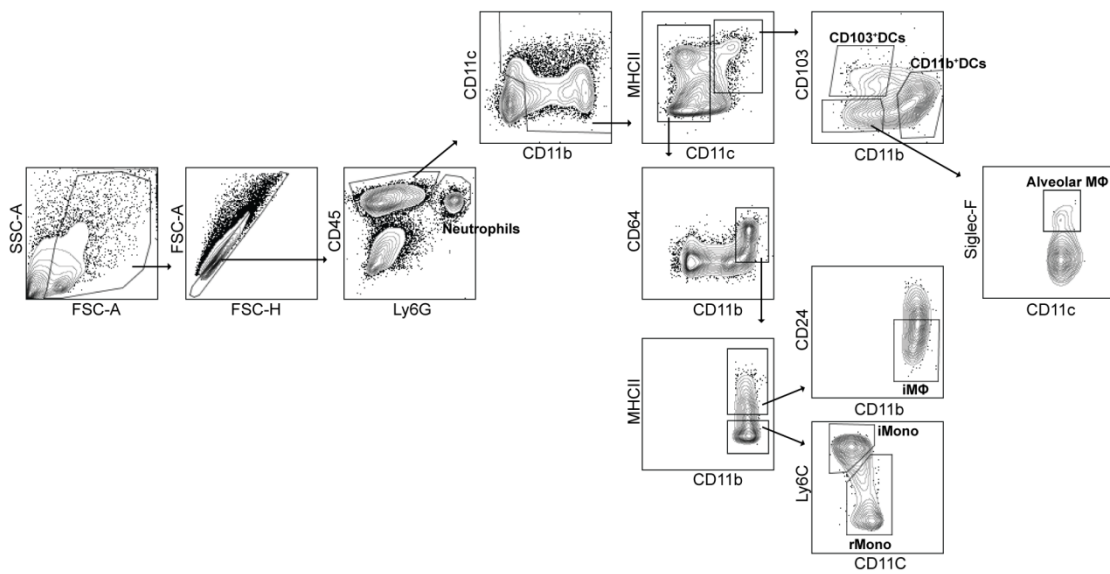 SSC-A
FSC-A
FSC-A
FSC-H
CD45
Neutrophils
Ly6G
CD11c
CD11b
MHCII
CD11c
CD103
CD103⁺DCs
CD11b⁺DCs
CD11b
Siglec-F
Alveolar MΦ
CD11c
CD64
CD11b
MHCII
CD11b
CD24
iMΦ
CD11b
Ly6C
iMono
rMono
CD11C